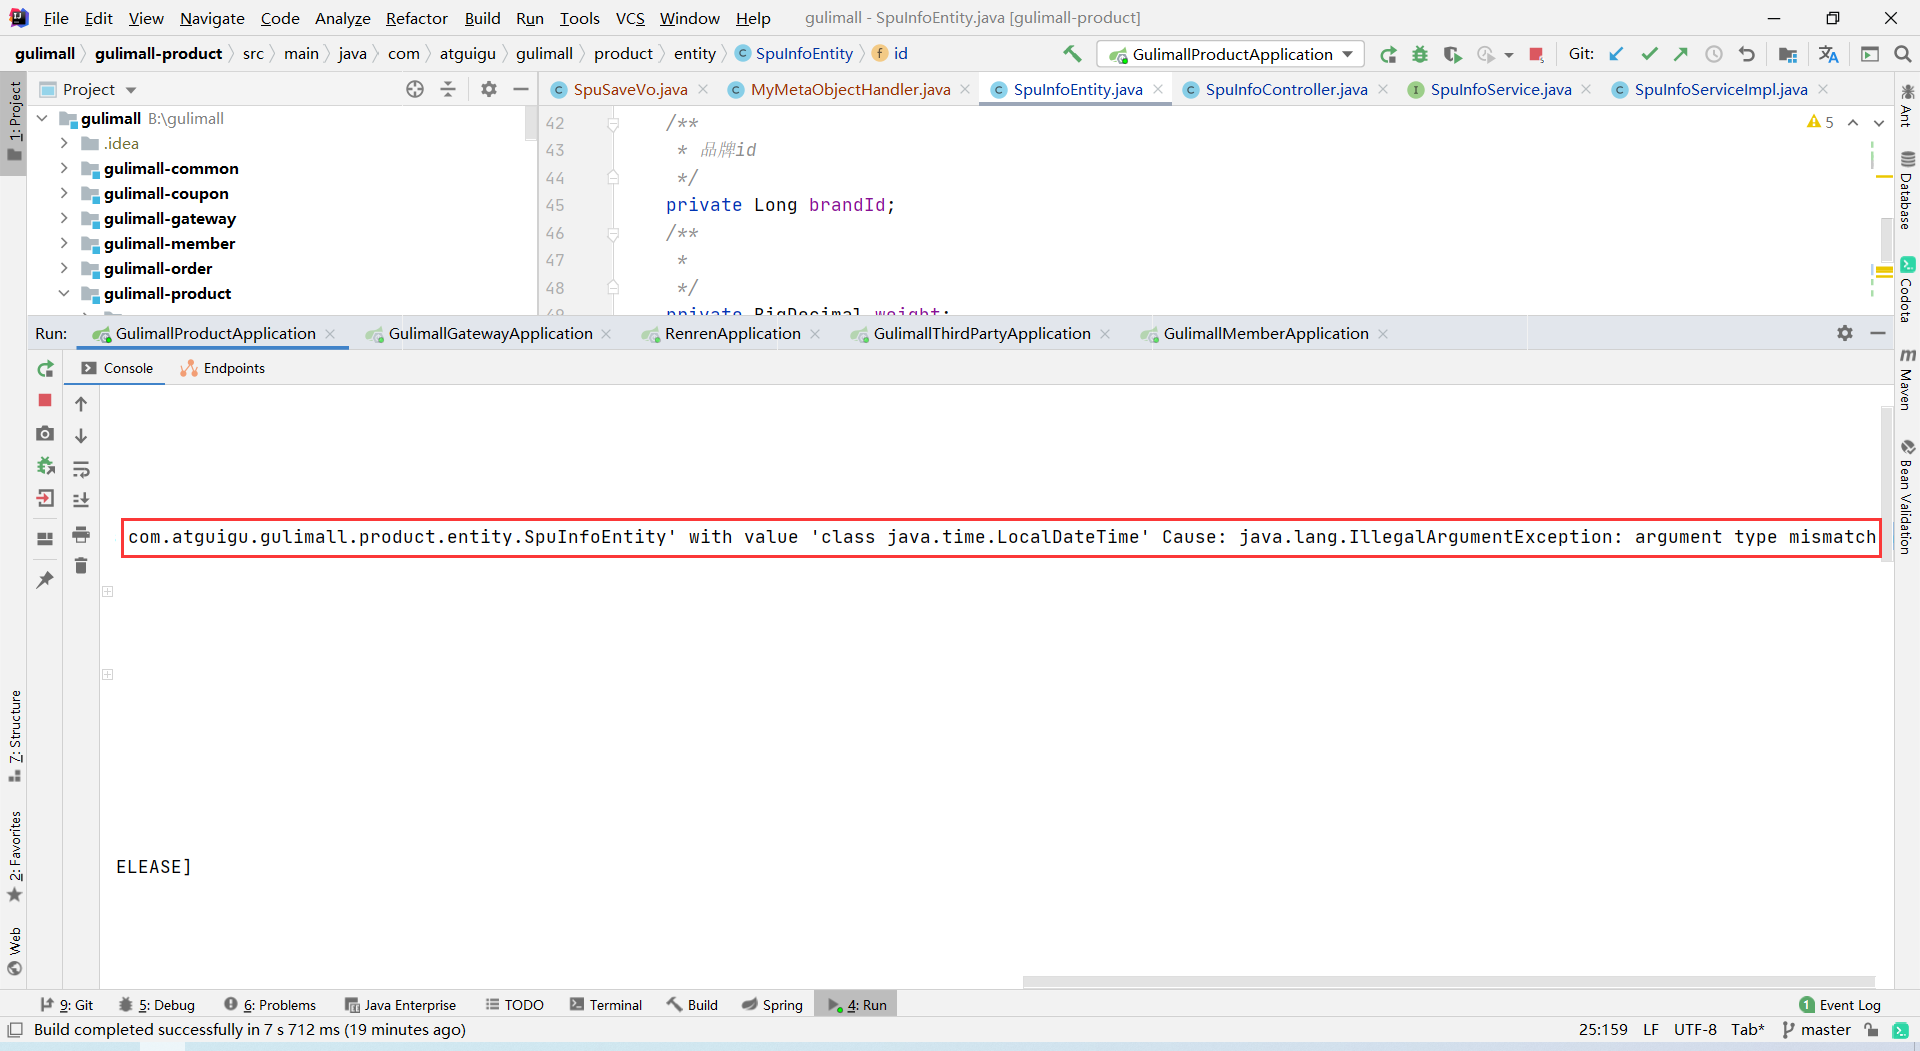 File Edit View Navigate Code Analyze Refactor Build Run Tools VCS Window Help gulimall - SpuInfoEntity.java [gulimall-product]
gulimall gulimall-product src main java com atguigu gulimall product entity SpuInfoEntity id GulimallProductApplication Git:
Project SpuSaveVo.java MyMetaObjectHandler.java SpuInfoEntity.java SpuInfoController.java SpuInfoService.java SpuInfoServiceImpl.java
1: Project
gulimall B:\gulimall
.idea
gulimall-common
gulimall-coupon
gulimall-gateway
gulimall-member
gulimall-order
gulimall-product
42 /**
43 * 品牌id
44 */
45 private Long brandId;
46 /**
47 *
48 */
49 private BigDecimal weight;
5
Ant
Database
Codota
Maven
Bean Validation
Run: GulimallProductApplication GulimallGatewayApplication RenrenApplication GulimallThirdPartyApplication GulimallMemberApplication
Console Endpoints
com.atguigu.gulimall.product.entity.SpuInfoEntity' with value 'class java.time.LocalDateTime' Cause: java.lang.IllegalArgumentException: argument type mismatch
ELEASE]
7: Structure
2: Favorites
Web
9: Git 5: Debug 6: Problems Java Enterprise TODO Terminal Build Spring 4: Run 1 Event Log
Build completed successfully in 7 s 712 ms (19 minutes ago) 25:159 LF UTF-8 Tab* master